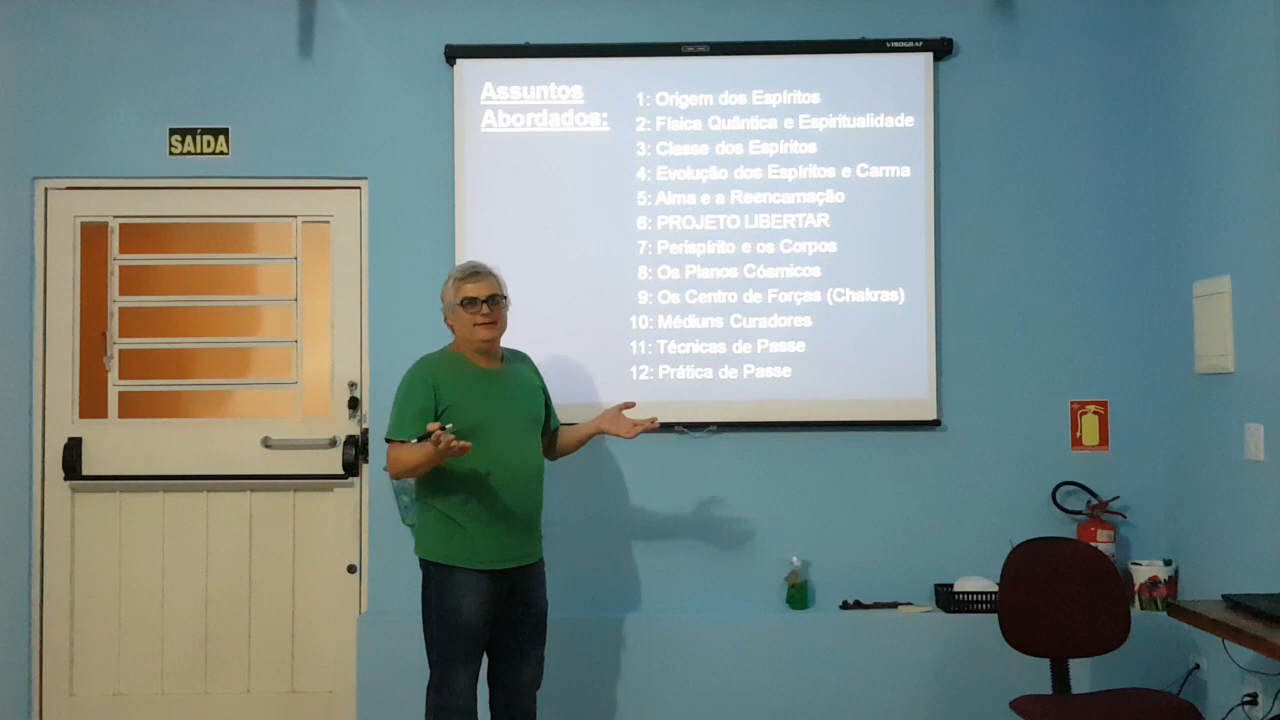 VISOGRAF
SAÍDA
Assuntos
Abordados:
1: Origem dos Espíritos
2: Física Quântica e Espiritualidade
3: Classe dos Espíritos
4: Evolução dos Espíritos e Carma
5: Alma e a Reencarnação
6: PROJETO LIBERTAR
7: Perispírito e os Corpos
8: Os Planos Cósmicos
9: Os Centro de Forças (Chakras)
10: Médiuns Curadores
11: Técnicas de Passe
12: Prática de Passe